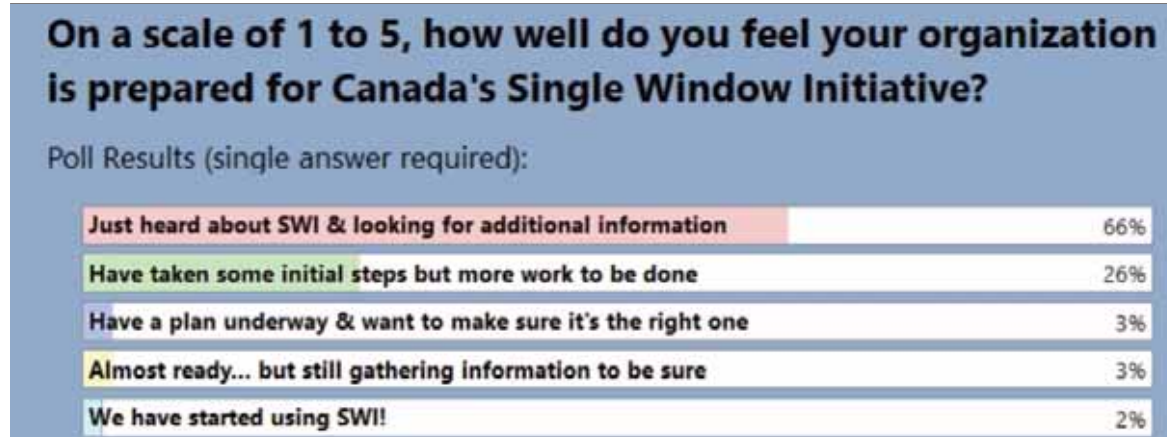 On a scale of 1 to 5, how well do you feel your organization
is prepared for Canada's Single Window Initiative?
Poll Results (single answer required):
Just heard about SWI & looking for additional information 66%
Have taken some initial steps but more work to be done 26%
Have a plan underway & want to make sure it's the right one 3%
Almost ready... but still gathering information to be sure 3%
We have started using SWI! 2%